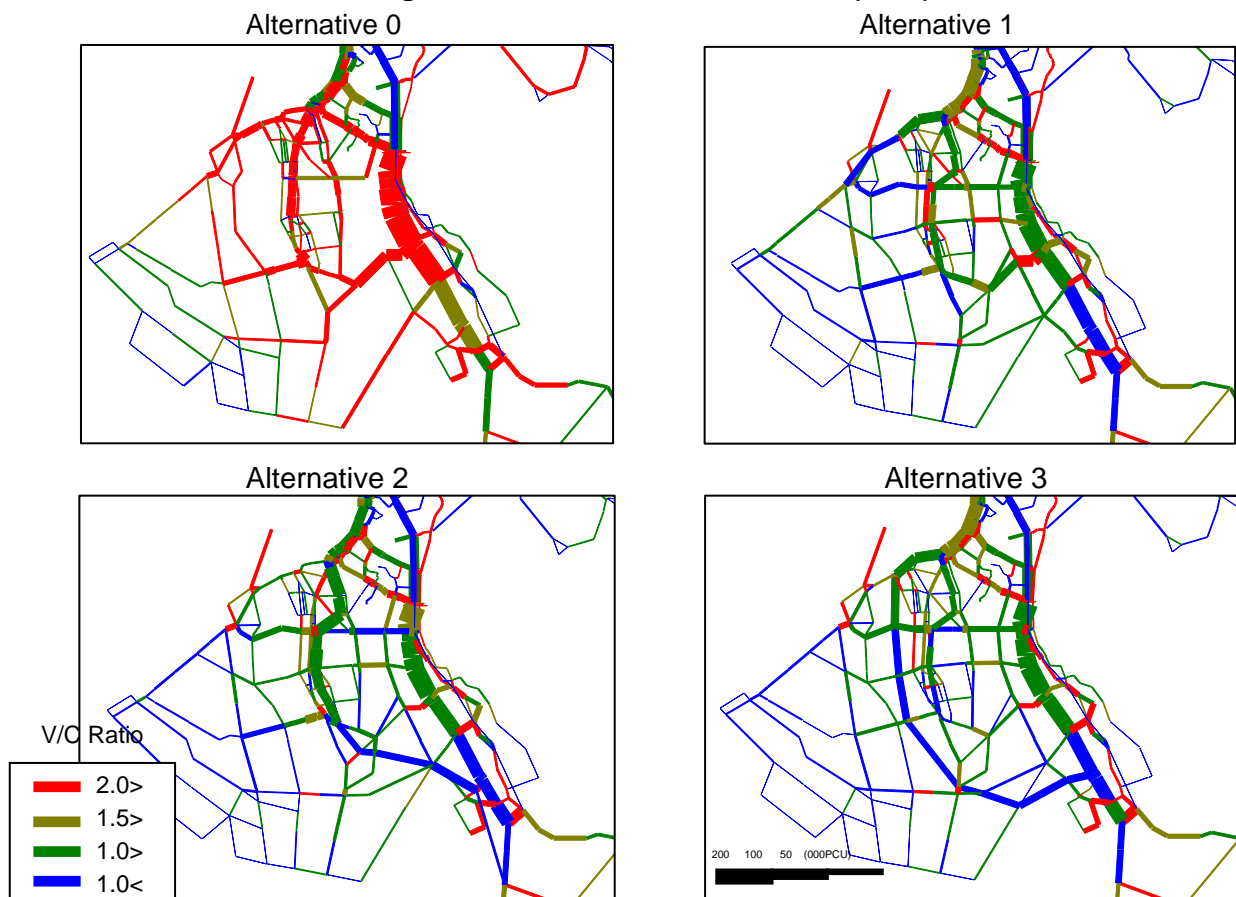 Alternative 0
Alternative 1
Alternative 2
Alternative 3
V/C Ratio
2.0>
1.5>
1.0>
1.0<
200 100 50 (000PCU)